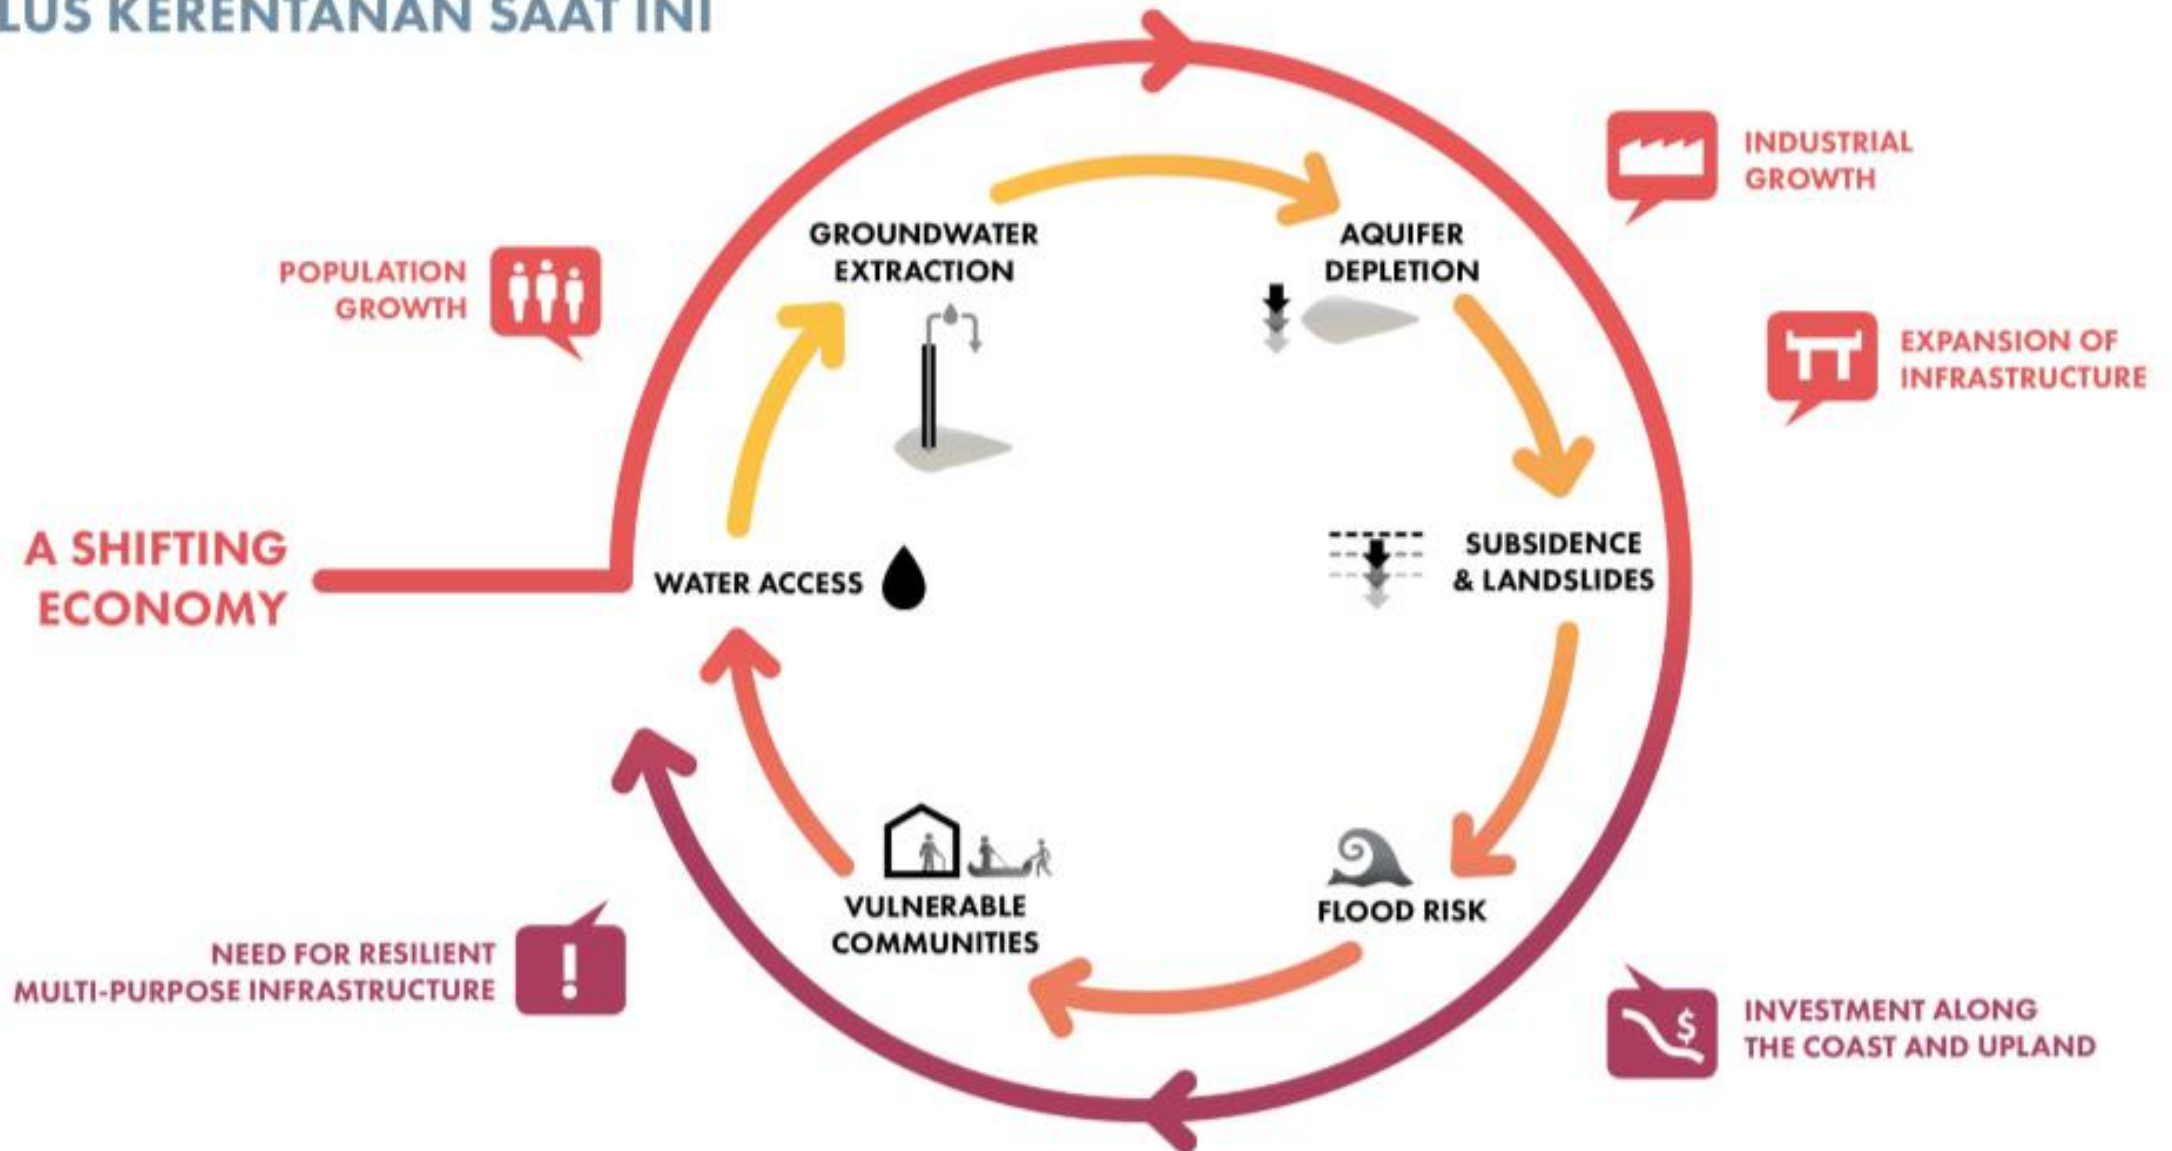 LUS KERENTANAN SAAT INI
INDUSTRIAL
GROWTH
GROUNDWATER
EXTRACTION
AQUIFER
DEPLETION
POPULATION
GROWTH
EXPANSION OF
INFRASTRUCTURE
A SHIFTING
ECONOMY
WATER ACCESS
SUBSIDENCE
& LANDSLIDES
VULNERABLE
COMMUNITIES
FLOOD RISK
NEED FOR RESILIENT
MULTI-PURPOSE INFRASTRUCTURE
!
$
INVESTMENT ALONG
THE COAST AND UPLAND